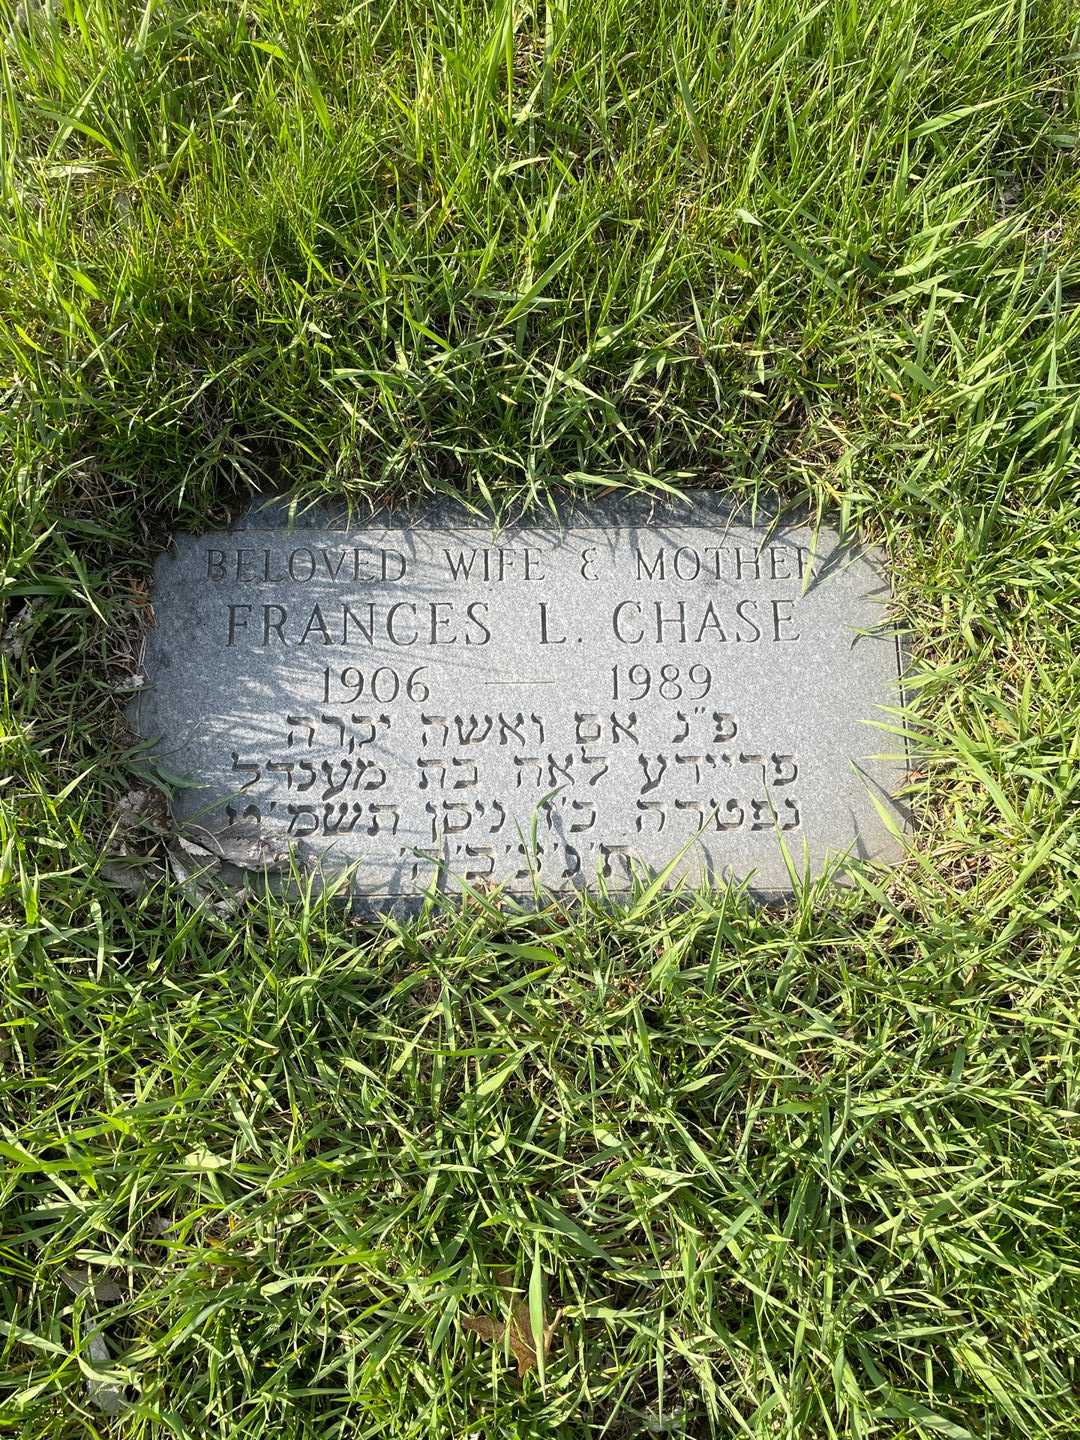 BELOVED WIFE & MOTHER
FRANCES L. CHASE
1906 — 1989
פ"נ אם ואשה יקרה
פריידע לאה בת מענדל
נפטרה כ'ו ניסן תשמ'ט
ת'נ'צ'ב'ה'